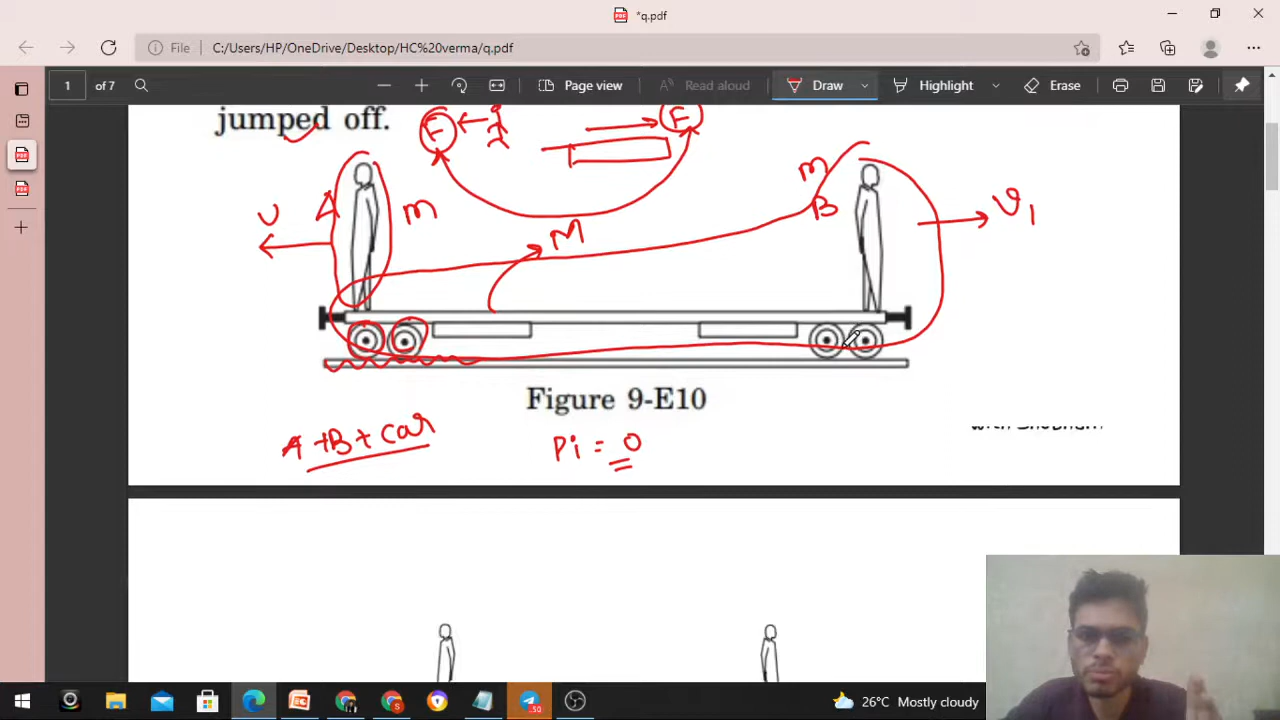 *q.pdf
File C:/Users/HP/OneDrive/Desktop/HC%20verma/q.pdf
1 of 7 Page view Read aloud Draw Highlight Erase
jumped off.
F F
m
A m B
v v1
M
Figure 9-E10
A+B+car Pi = 0
50 26°C Mostly cloudy